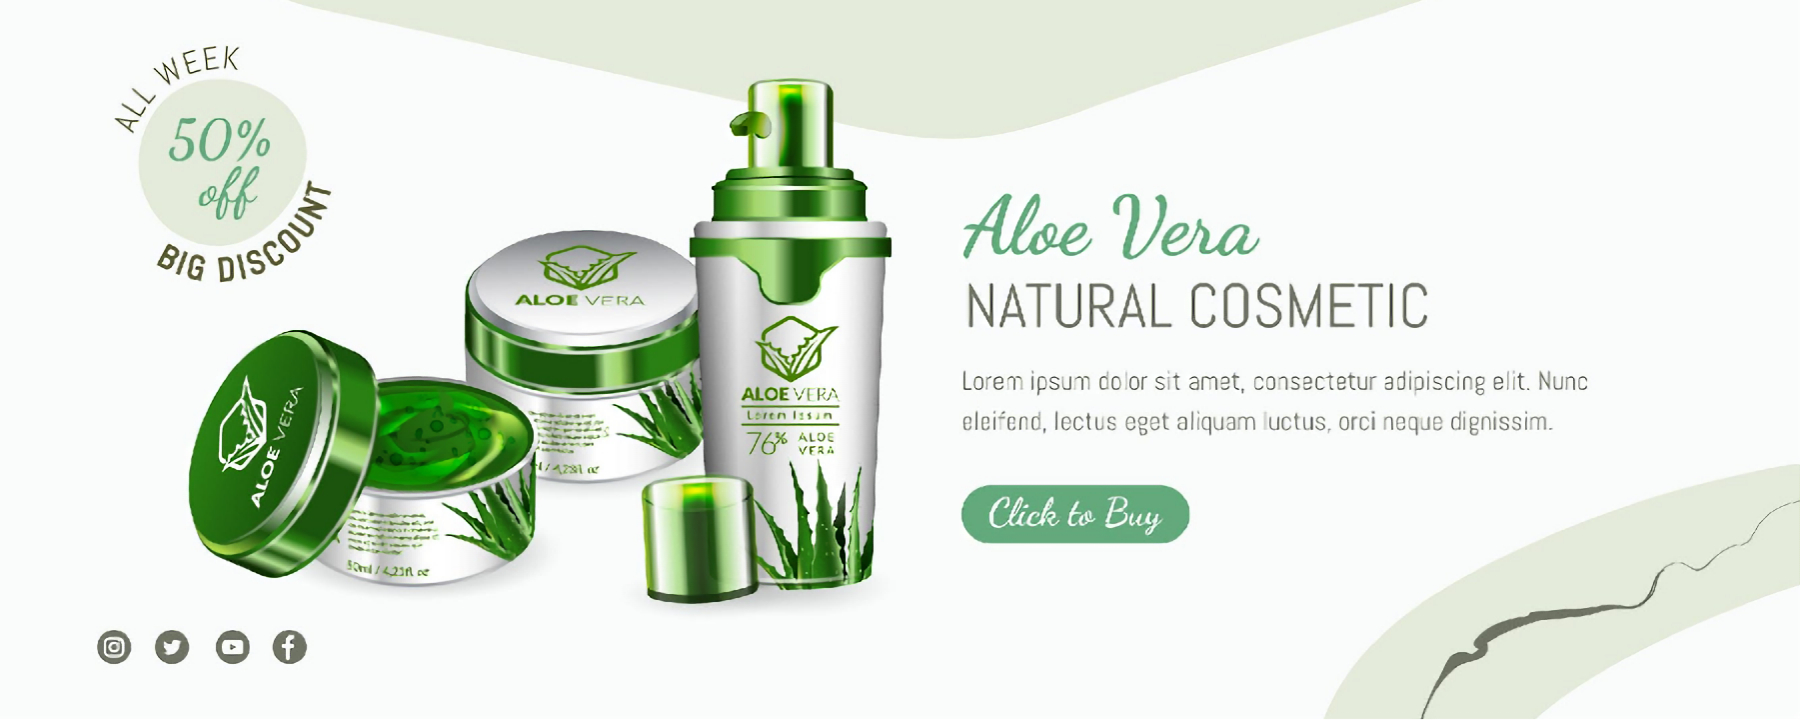 ALL WEEK
50%
off
BIG DISCOUNT
Aloe Vera
NATURAL COSMETIC
Lorem ipsum dolor sit amet, consectetur adipiscing elit. Nunc
eleifend, lectus eget aliquam luctus, orci neque dignissim.
Click to Buy
ALOE VERA
ALOE VERA
Lorem Ipsum
76% ALOE
VERA
ALOE VERA